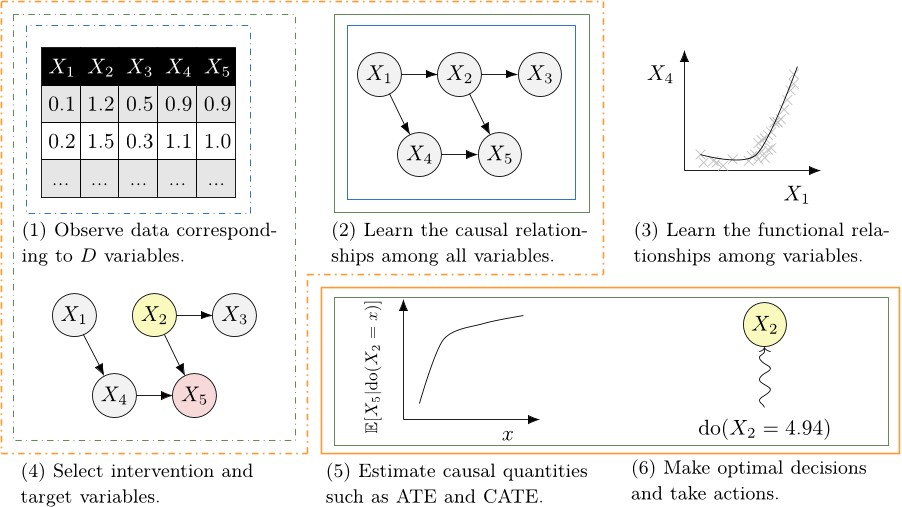 X1 X2 X3 X4 X5
0.1 1.2 0.5 0.9 0.9
0.2 1.5 0.3 1.1 1.0
... ... ... ... ...
(1) Observe data correspond-
ing to D variables.
X1 X2 X3
X4 X5
(2) Learn the causal relation-
ships among all variables.
X4
X1
(3) Learn the functional rela-
tionships among variables.
X1 X2 X3
X4 X5
(4) Select intervention and
target variables.
𝔼[X5|do(X2 = x)]
x
(5) Estimate causal quantities
such as ATE and CATE.
X2
do(X2 = 4.94)
(6) Make optimal decisions
and take actions.